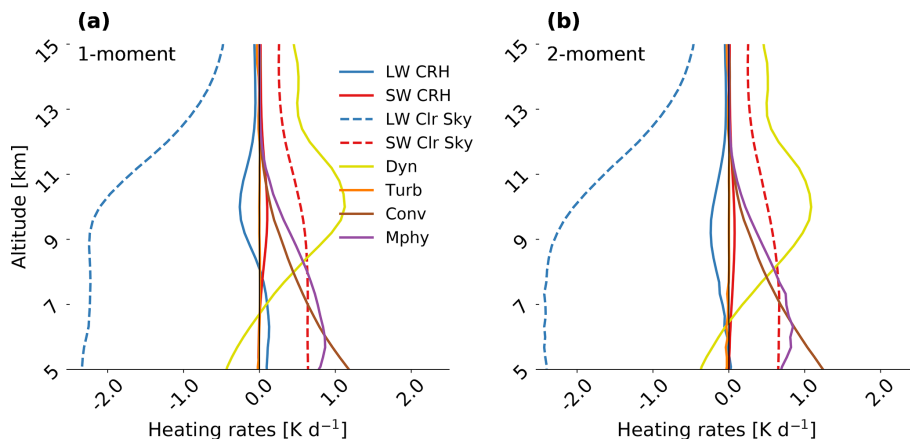 (a)
1-moment
15
13
11
9
7
5
Altitude [km]
-2.0
-1.0
0.0
1.0
2.0
Heating rates [K d⁻¹]
LW CRH
SW CRH
LW Clr Sky
SW Clr Sky
Dyn
Turb
Conv
Mphy
(b)
2-moment
15
13
11
9
7
5
-2.0
-1.0
0.0
1.0
2.0
Heating rates [K d⁻¹]